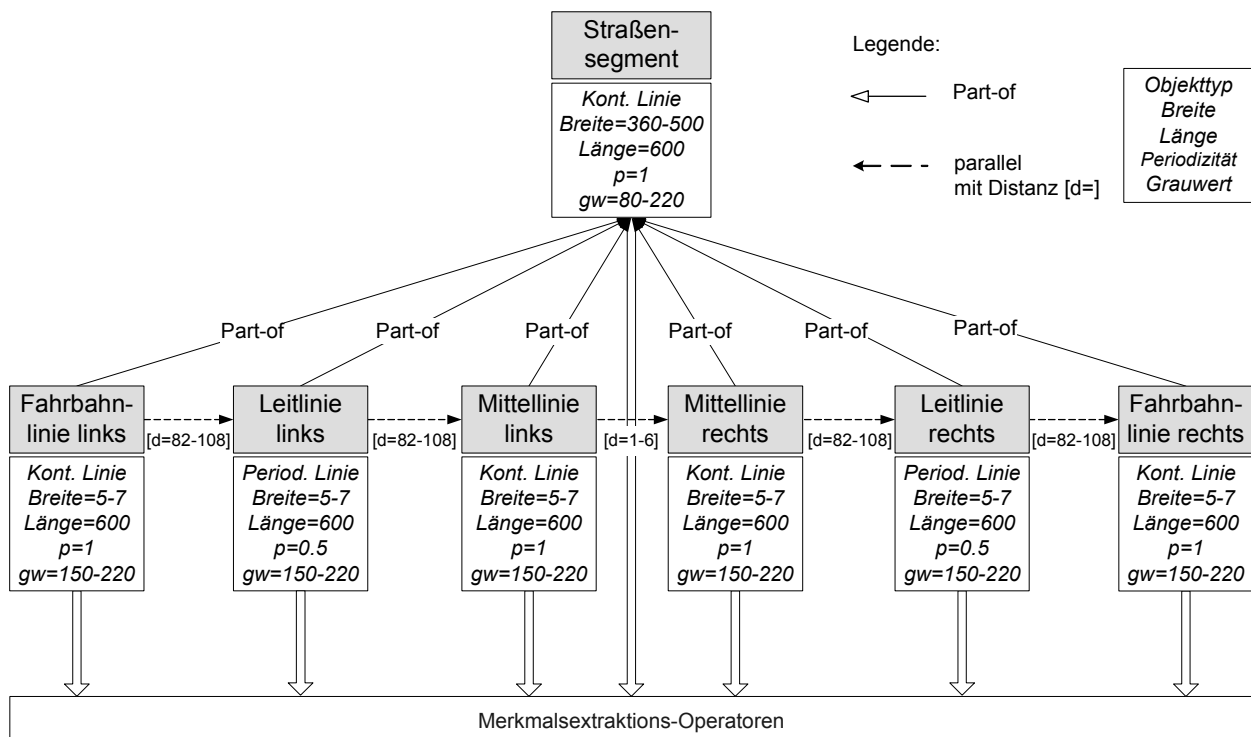 Straßen-
segment
Kont. Linie
Breite=360-500
Länge=600
p=1
gw=80-220
Legende:
Part-of
parallel
mit Distanz [d=]
Objekttyp
Breite
Länge
Periodizität
Grauwert
Part-of
Part-of
Part-of
Part-of
Part-of
Part-of
Fahrbahn-
linie links
[d=82-108]
Leitlinie
links
[d=82-108]
Mittellinie
links
[d=1-6]
Mittellinie
rechts
[d=82-108]
Leitlinie
rechts
[d=82-108]
Fahrbahn-
linie rechts
Kont. Linie
Breite=5-7
Länge=600
p=1
gw=150-220
Period. Linie
Breite=5-7
Länge=600
p=0.5
gw=150-220
Kont. Linie
Breite=5-7
Länge=600
p=1
gw=150-220
Kont. Linie
Breite=5-7
Länge=600
p=1
gw=150-220
Period. Linie
Breite=5-7
Länge=600
p=0.5
gw=150-220
Kont. Linie
Breite=5-7
Länge=600
p=1
gw=150-220
Merkmalsextraktions-Operatoren